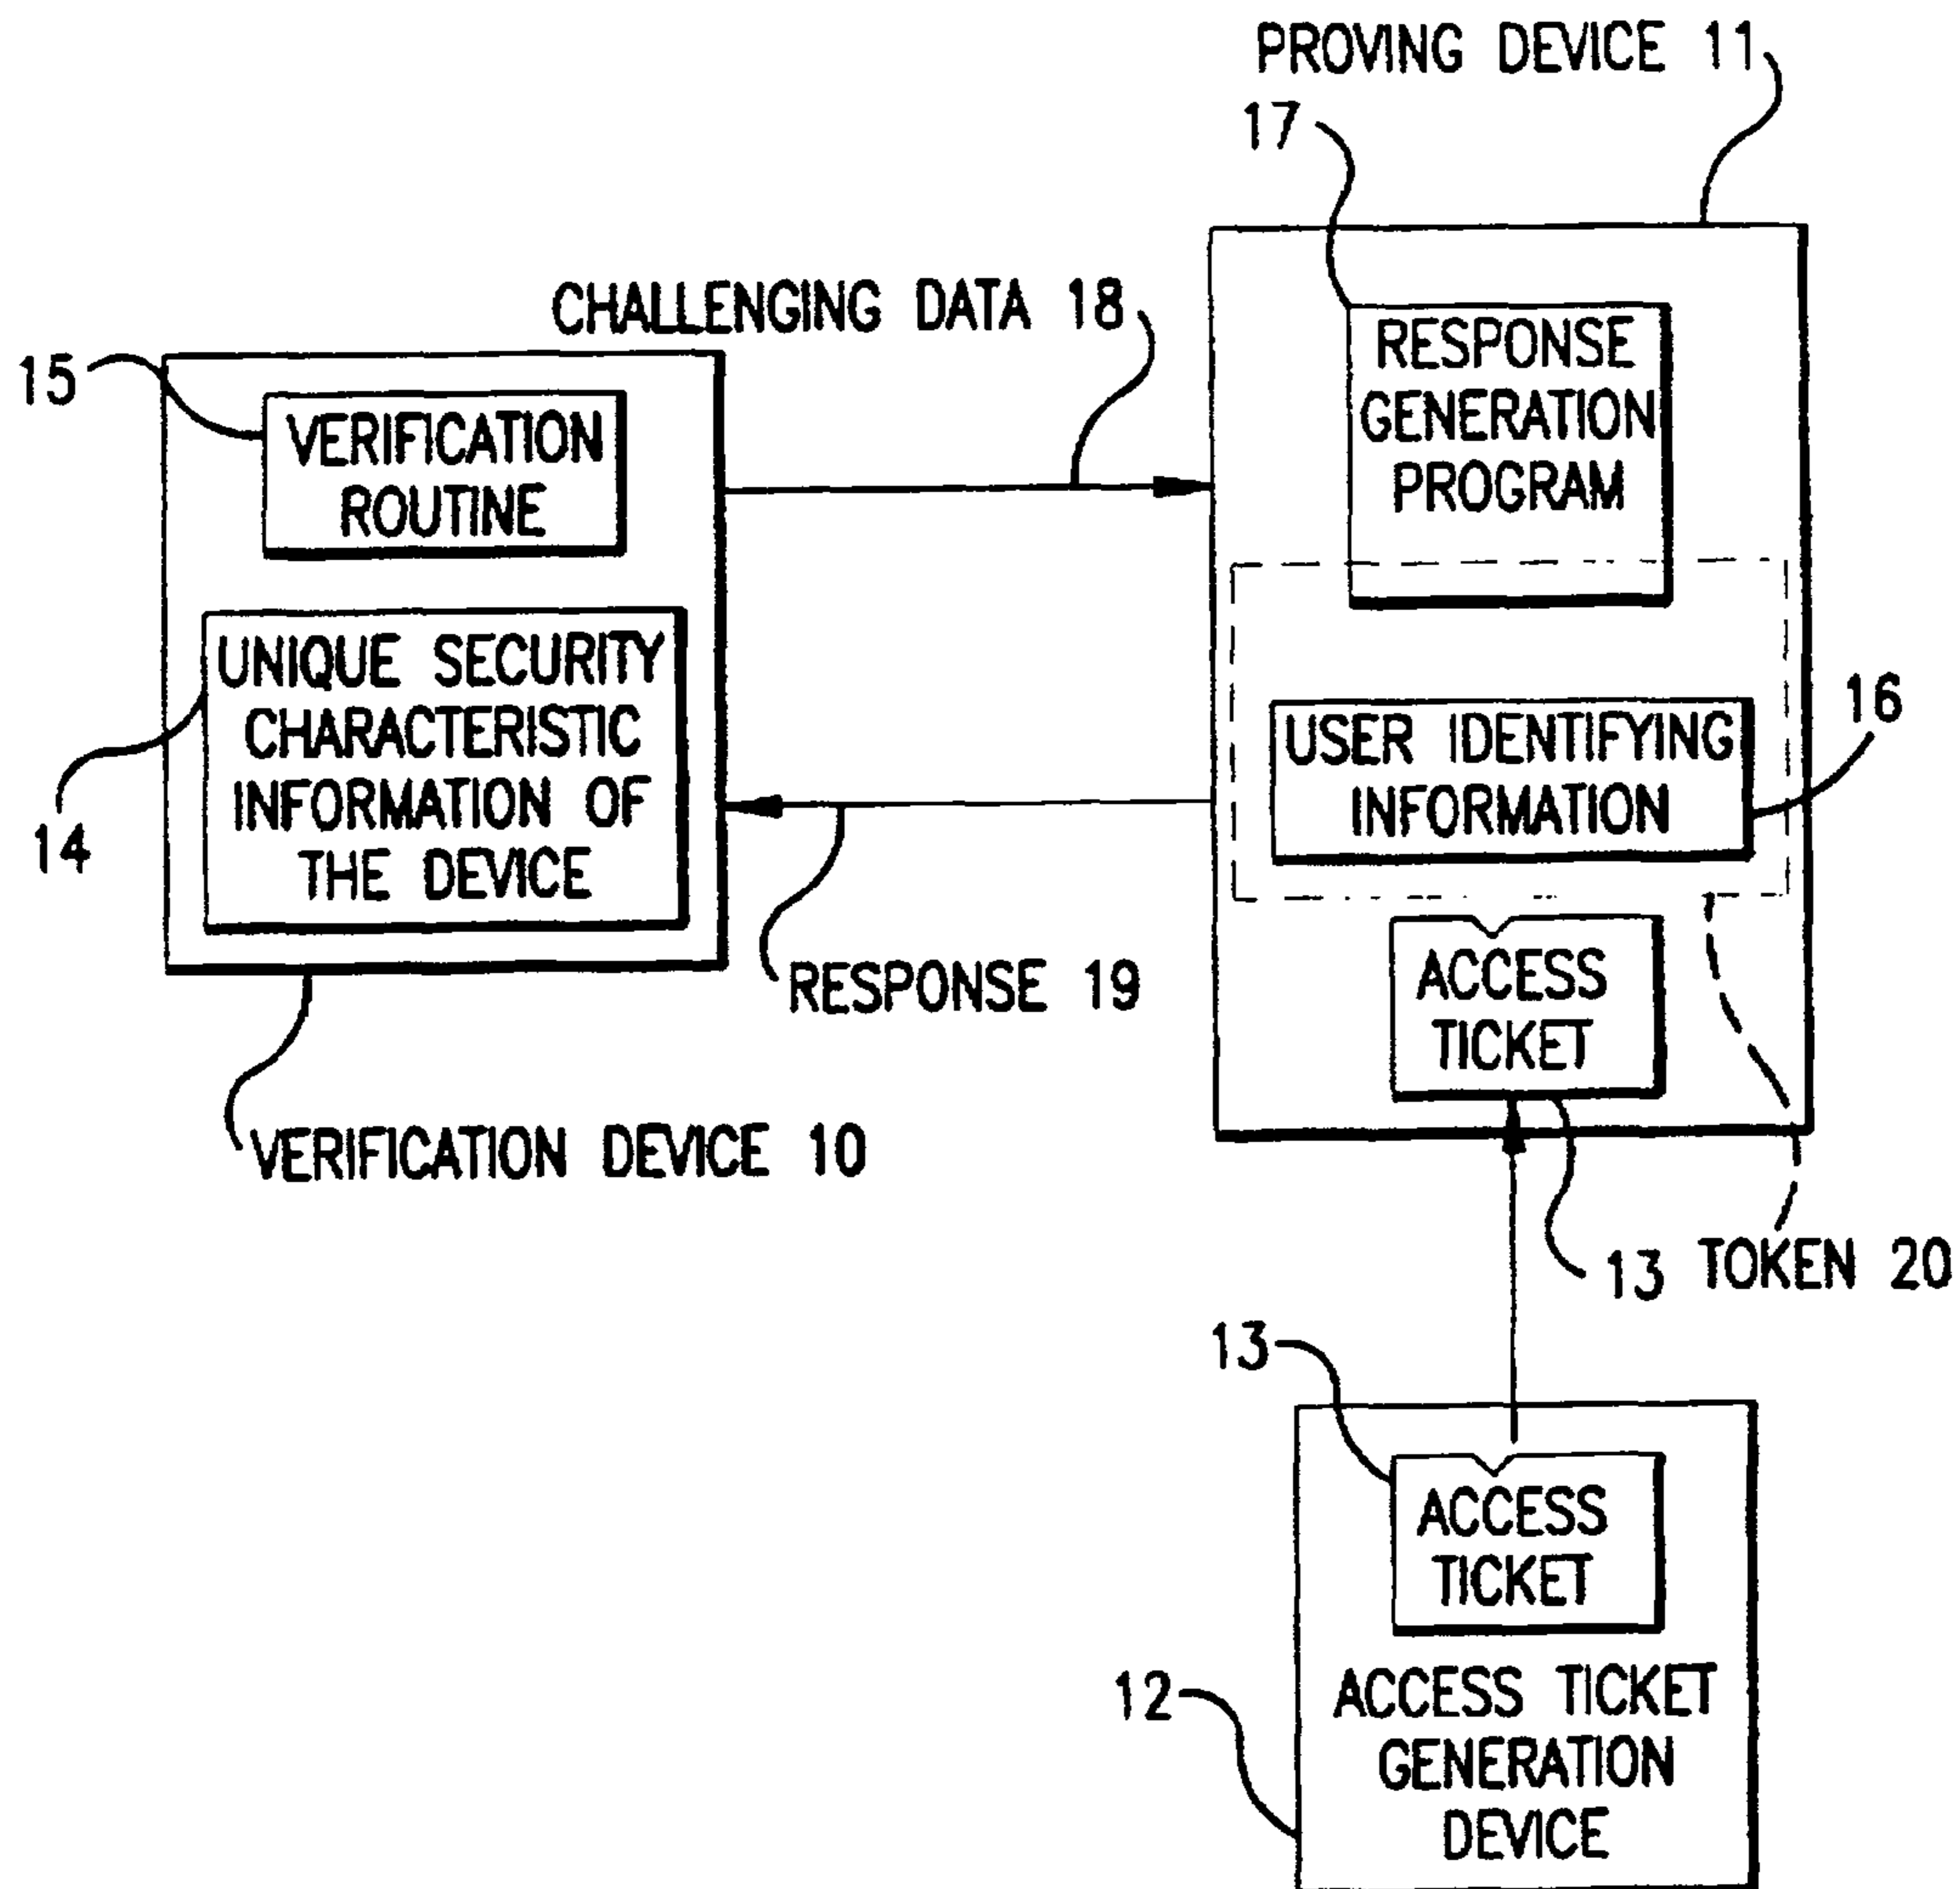 PROVING DEVICE 11
17
CHALLENGING DATA 18
15
VERIFICATION
ROUTINE
RESPONSE
GENERATION
PROGRAM
UNIQUE SECURITY
CHARACTERISTIC
INFORMATION OF
THE DEVICE
14
USER IDENTIFYING
INFORMATION
16
RESPONSE 19
ACCESS
TICKET
VERIFICATION DEVICE 10
13
TOKEN 20
13
ACCESS
TICKET
12
ACCESS TICKET
GENERATION
DEVICE